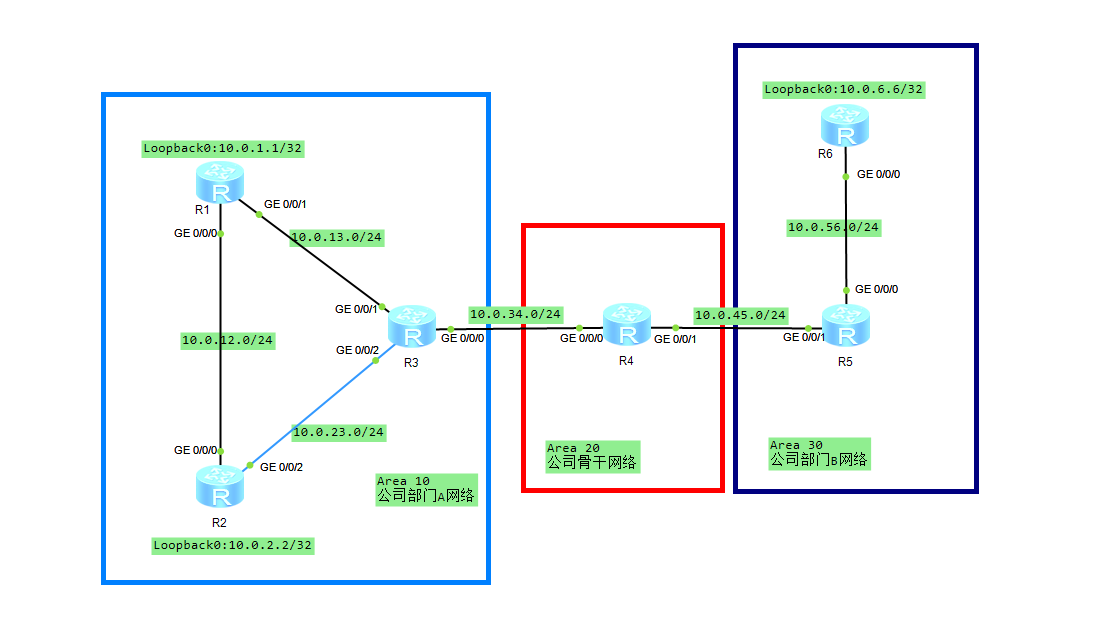 Loopback0:10.0.1.1/32
R
R1
GE 0/0/1
GE 0/0/0
10.0.13.0/24
GE 0/0/1
10.0.12.0/24
R
R3
GE 0/0/0
GE 0/0/2
10.0.23.0/24
GE 0/0/0
GE 0/0/2
R
R2
Loopback0:10.0.2.2/32
Area 10
公司部门A网络
10.0.34.0/24
GE 0/0/0
R
R4
GE 0/0/1
Area 20
公司骨干网络
10.0.45.0/24
Loopback0:10.0.6.6/32
R
R6
GE 0/0/0
10.0.56.0/24
GE 0/0/0
GE 0/0/1
R
R5
Area 30
公司部门B网络